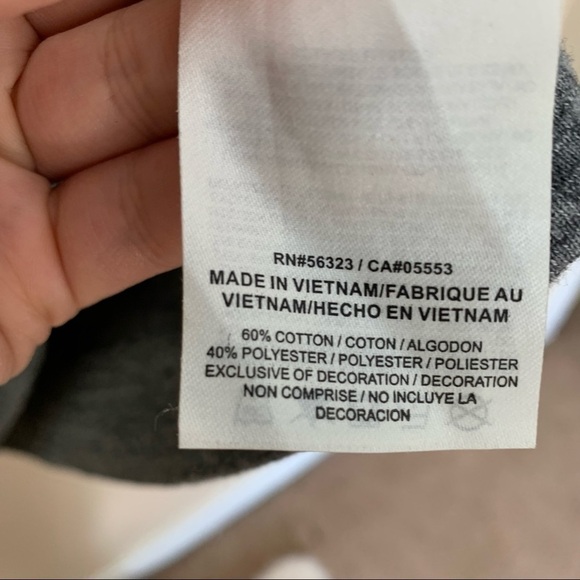 RN#56323 / CA#05553
MADE IN VIETNAM/FABRIQUE AU
VIETNAM/HECHO EN VIETNAM
60% COTTON / COTON / ALGODON
40% POLYESTER / POLYESTER / POLIESTER
EXCLUSIVE OF DECORATION / DECORATION
NON COMPRISE / NO INCLUYE LA
DECORACION